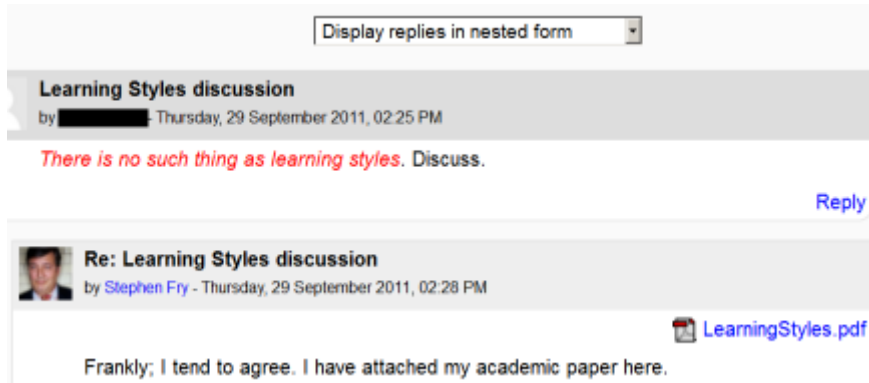 Display replies in nested form
Learning Styles discussion
by - Thursday, 29 September 2011, 02:25 PM
There is no such thing as learning styles. Discuss.
Reply
Re: Learning Styles discussion
by Stephen Fry - Thursday, 29 September 2011, 02:28 PM
LearningStyles.pdf
Frankly; I tend to agree. I have attached my academic paper here.